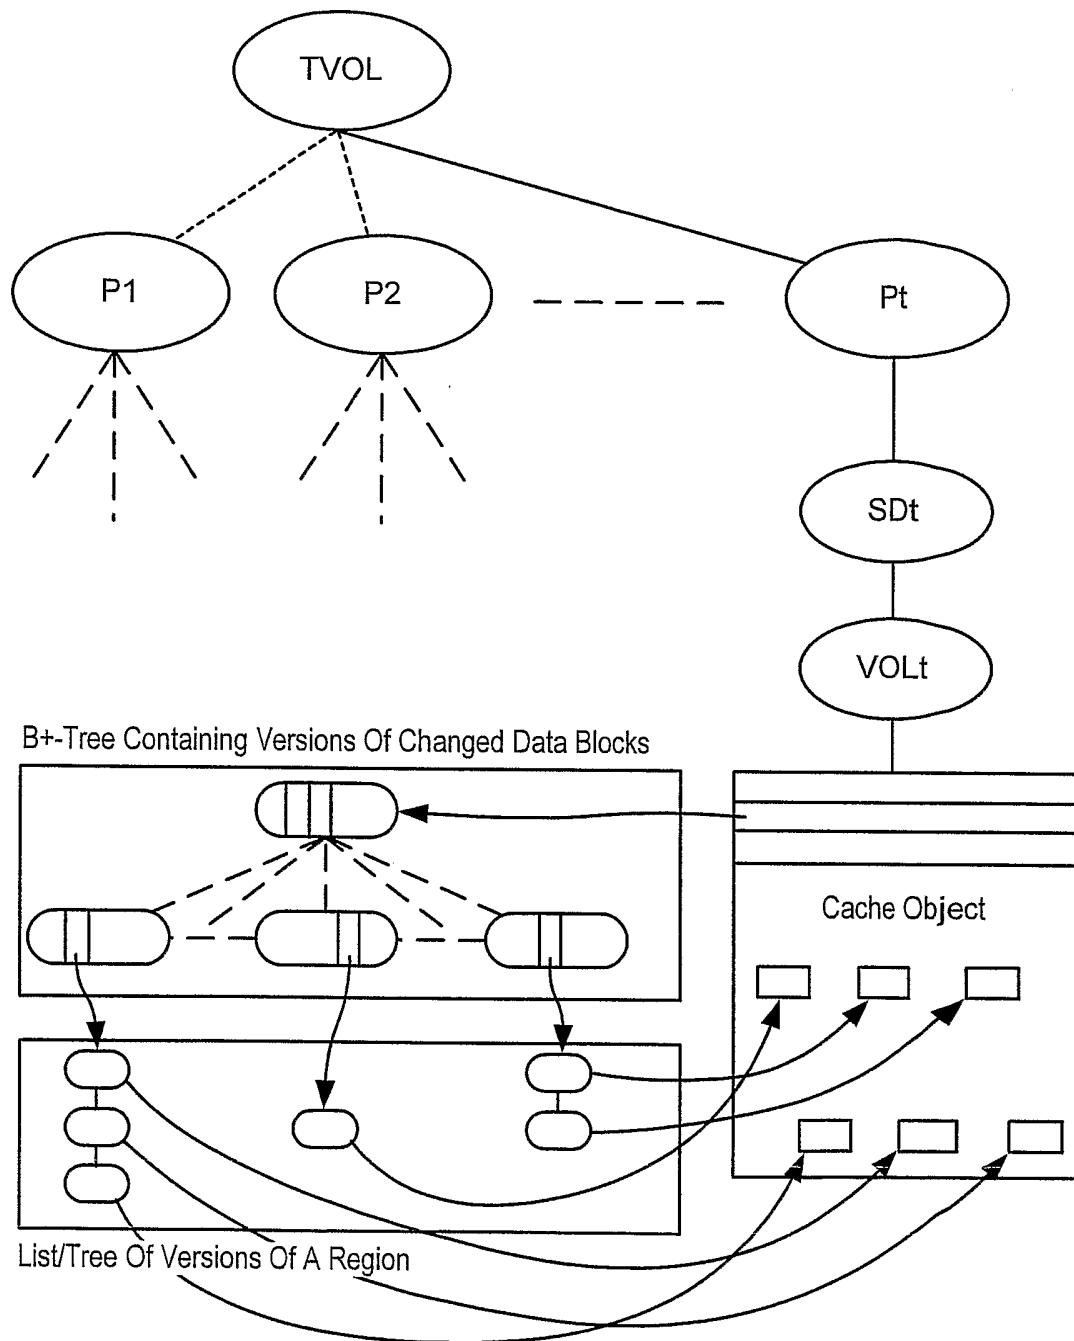 TVOL
P1
P2
Pt
SDt
VOLt
B+-Tree Containing Versions Of Changed Data Blocks
Cache Object
List/Tree Of Versions Of A Region